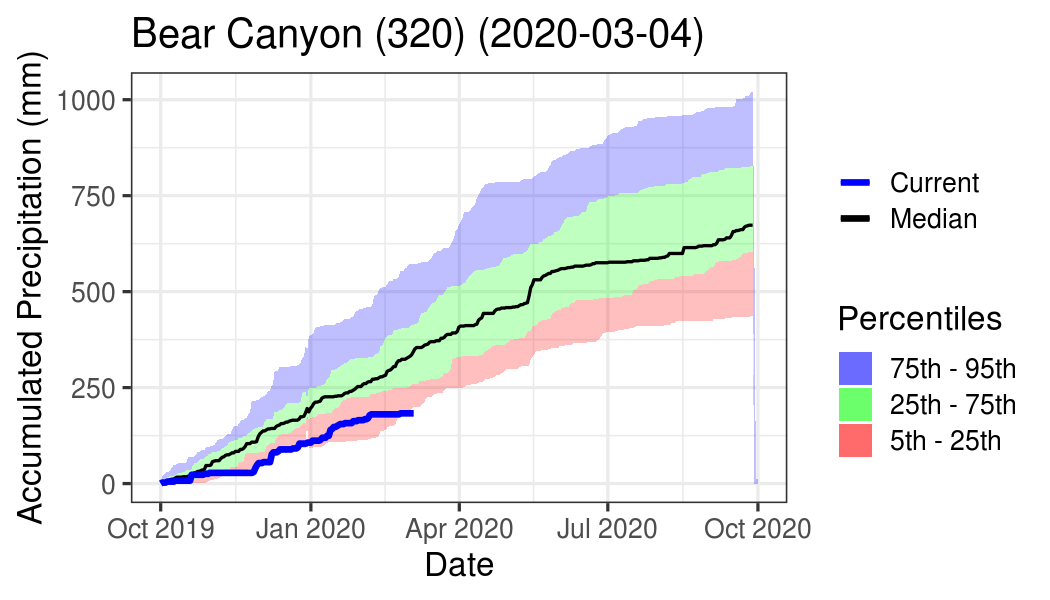 Bear Canyon (320) (2020-03-04)
Accumulated Precipitation (mm)
1000
750
500
250
0
Oct 2019
Jan 2020
Apr 2020
Jul 2020
Oct 2020
Date
Current
Median
Percentiles
75th - 95th
25th - 75th
5th - 25th